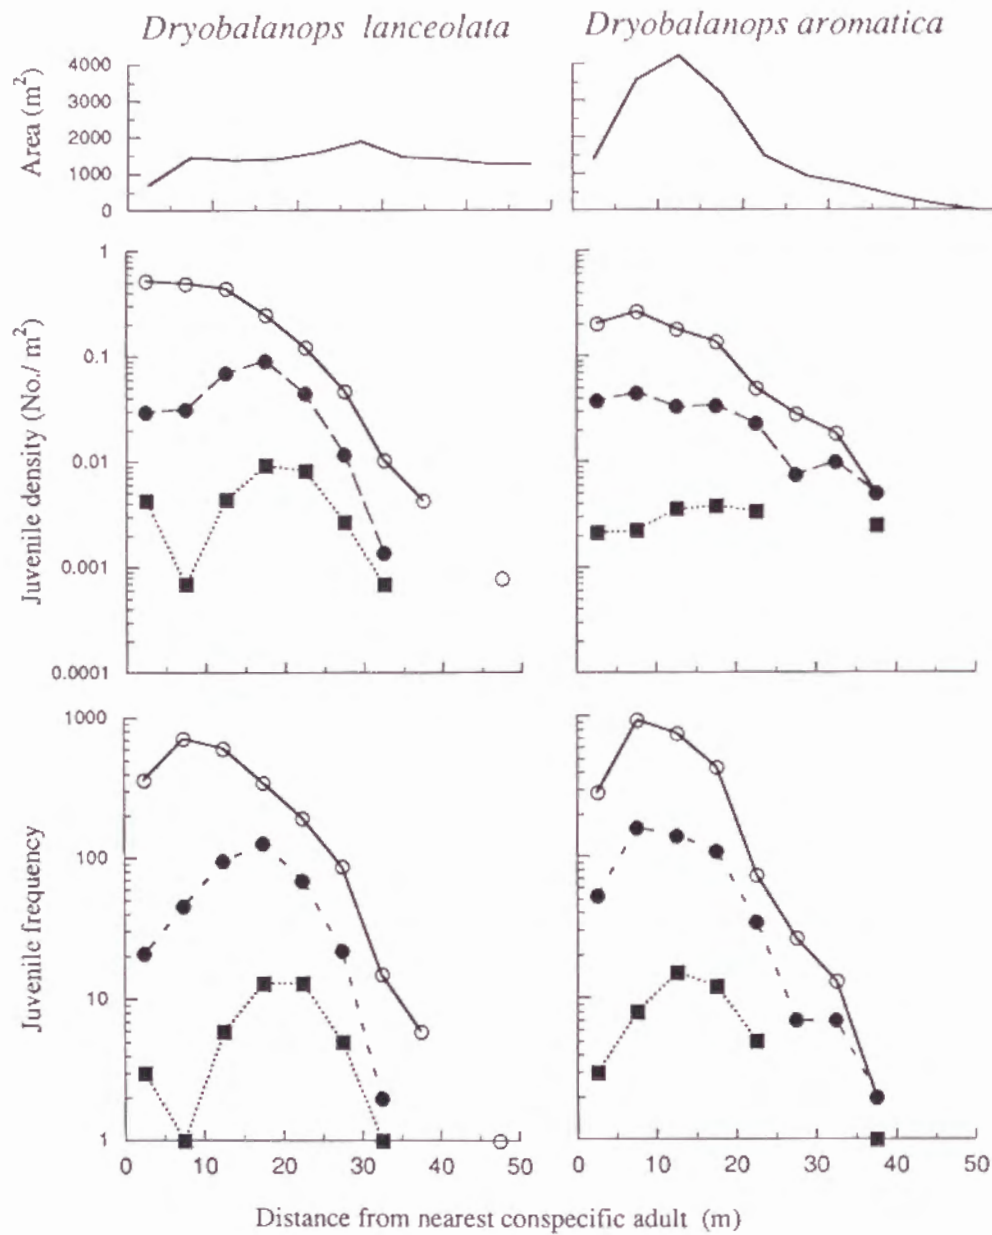 Dryobalanops lanceolata
Dryobalanops aromatica
Area (m²)
4000
3000
2000
1000
0
Juvenile density (No./ m²)
1
0.1
0.01
0.001
0.0001
Juvenile frequency
1000
100
10
1
0 10 20 30 40 50
0 10 20 30 40 50
Distance from nearest conspecific adult (m)